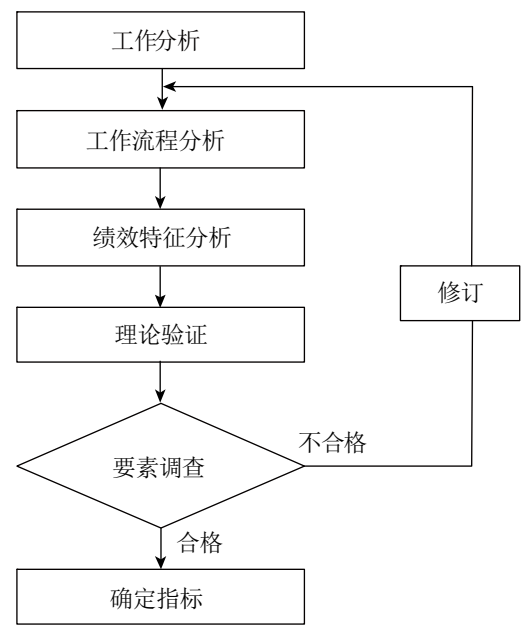 工作分析
工作流程分析
绩效特征分析
修订
理论验证
不合格
要素调查
合格
确定指标